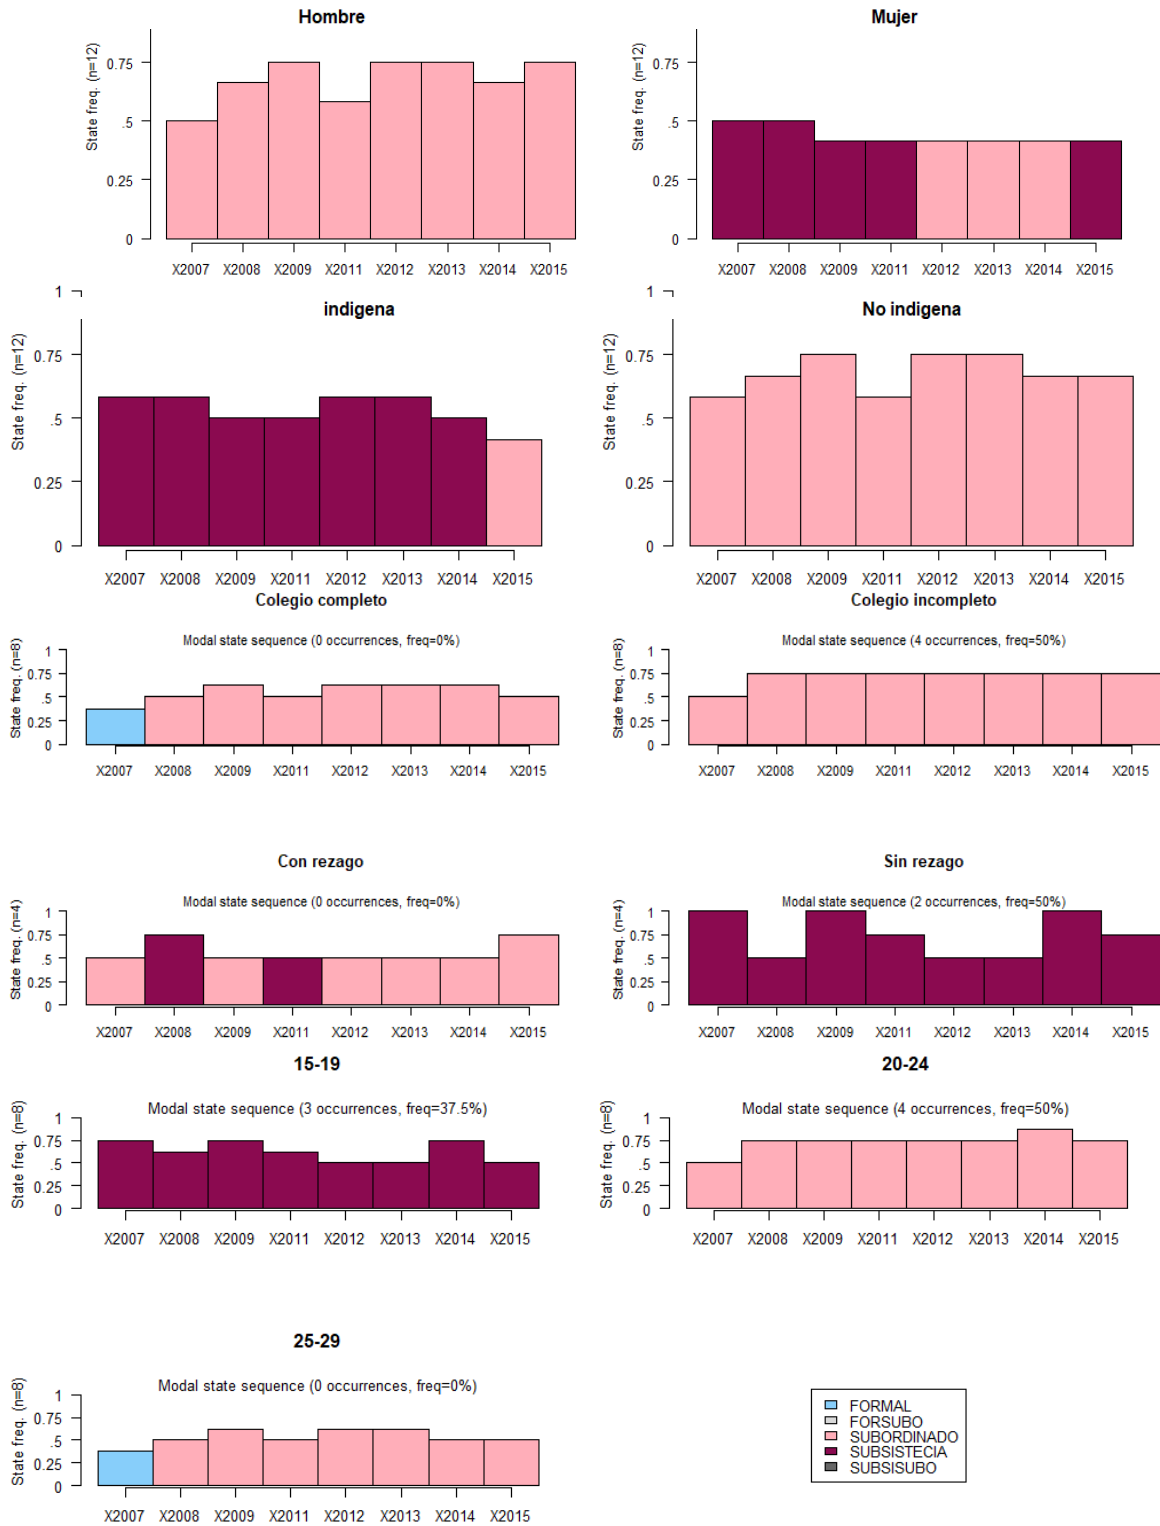 Hombre
Mujer
State freq. (n=12)
0.75
.5
0.25
0
X2007 X2008 X2009 X2011 X2012 X2013 X2014 X2015
State freq. (n=12)
0.75
.5
0.25
0
X2007 X2008 X2009 X2011 X2012 X2013 X2014 X2015
indigena
No indigena
State freq. (n=12)
1
0.75
.5
0.25
0
X2007 X2008 X2009 X2011 X2012 X2013 X2014 X2015
State freq. (n=12)
1
0.75
.5
0.25
0
X2007 X2008 X2009 X2011 X2012 X2013 X2014 X2015
Colegio completo
Colegio incompleto
Modal state sequence (0 occurrences, freq=0%)
State freq. (n=8)
1
0.75
.5
0.25
0
X2007 X2008 X2009 X2011 X2012 X2013 X2014 X2015
Modal state sequence (4 occurrences, freq=50%)
State freq. (n=8)
1
0.75
.5
0.25
0
X2007 X2008 X2009 X2011 X2012 X2013 X2014 X2015
Con rezago
Sin rezago
Modal state sequence (0 occurrences, freq=0%)
State freq. (n=4)
1
0.75
.5
0.25
0
X2007 X2008 X2009 X2011 X2012 X2013 X2014 X2015
Modal state sequence (2 occurrences, freq=50%)
State freq. (n=4)
1
0.75
.5
0.25
0
X2007 X2008 X2009 X2011 X2012 X2013 X2014 X2015
15-19
20-24
Modal state sequence (3 occurrences, freq=37.5%)
State freq. (n=8)
1
0.75
.5
0.25
0
X2007 X2008 X2009 X2011 X2012 X2013 X2014 X2015
Modal state sequence (4 occurrences, freq=50%)
State freq. (n=8)
1
0.75
.5
0.25
0
X2007 X2008 X2009 X2011 X2012 X2013 X2014 X2015
25-29
Modal state sequence (0 occurrences, freq=0%)
State freq. (n=8)
1
0.75
.5
0.25
0
X2007 X2008 X2009 X2011 X2012 X2013 X2014 X2015
FORMAL
FORSUBO
SUBORDINADO
SUBSISTECIA
SUBSISUBO